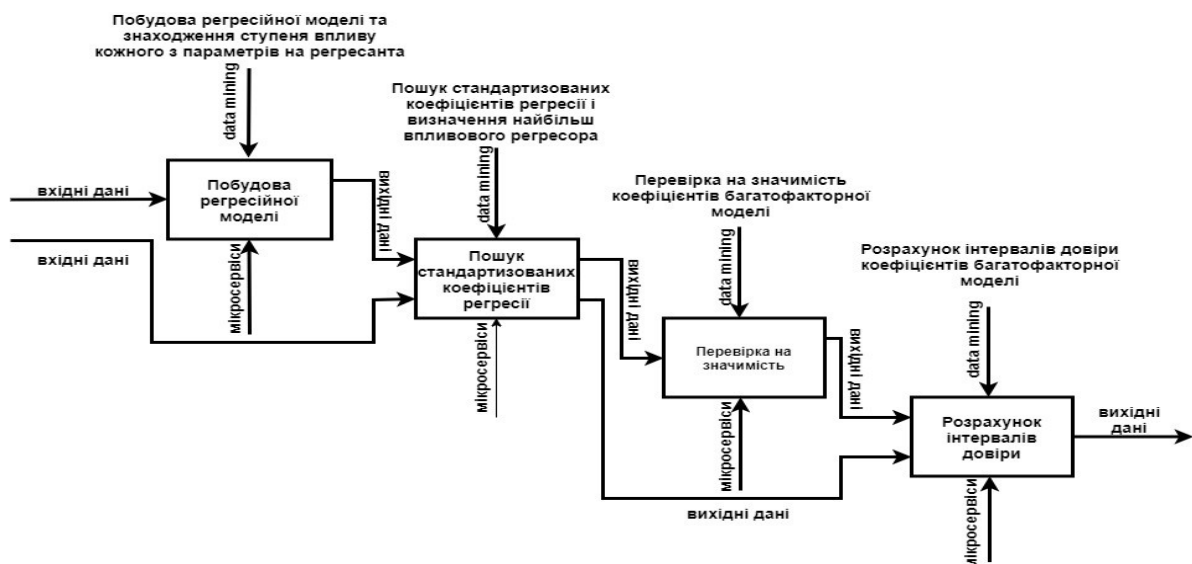 Побудова регресійної моделі та
знаходження ступеня впливу
кожного з параметрів на регресанта
data mining
Пошук стандартизованих
коефіцієнтів регресії і
визначення найбільш
впливового регресора
data mining
вхідні дані
Побудова
регресійної
моделі
вихідні дані
Перевірка на значимість
коефіцієнтів багатофакторної
моделі
data mining
вхідні дані
мікросервіси
Пошук
стандартизованих
коефіцієнтів
регресії
вихідні дані
Розрахунок інтервалів довіри
коефіцієнтів багатофакторної
моделі
data mining
мікросервіси
Перевірка на
значимість
вихідні дані
мікросервіси
Розрахунок
інтервалів
довіри
вихідні
дані
вихідні дані
мікросервіси